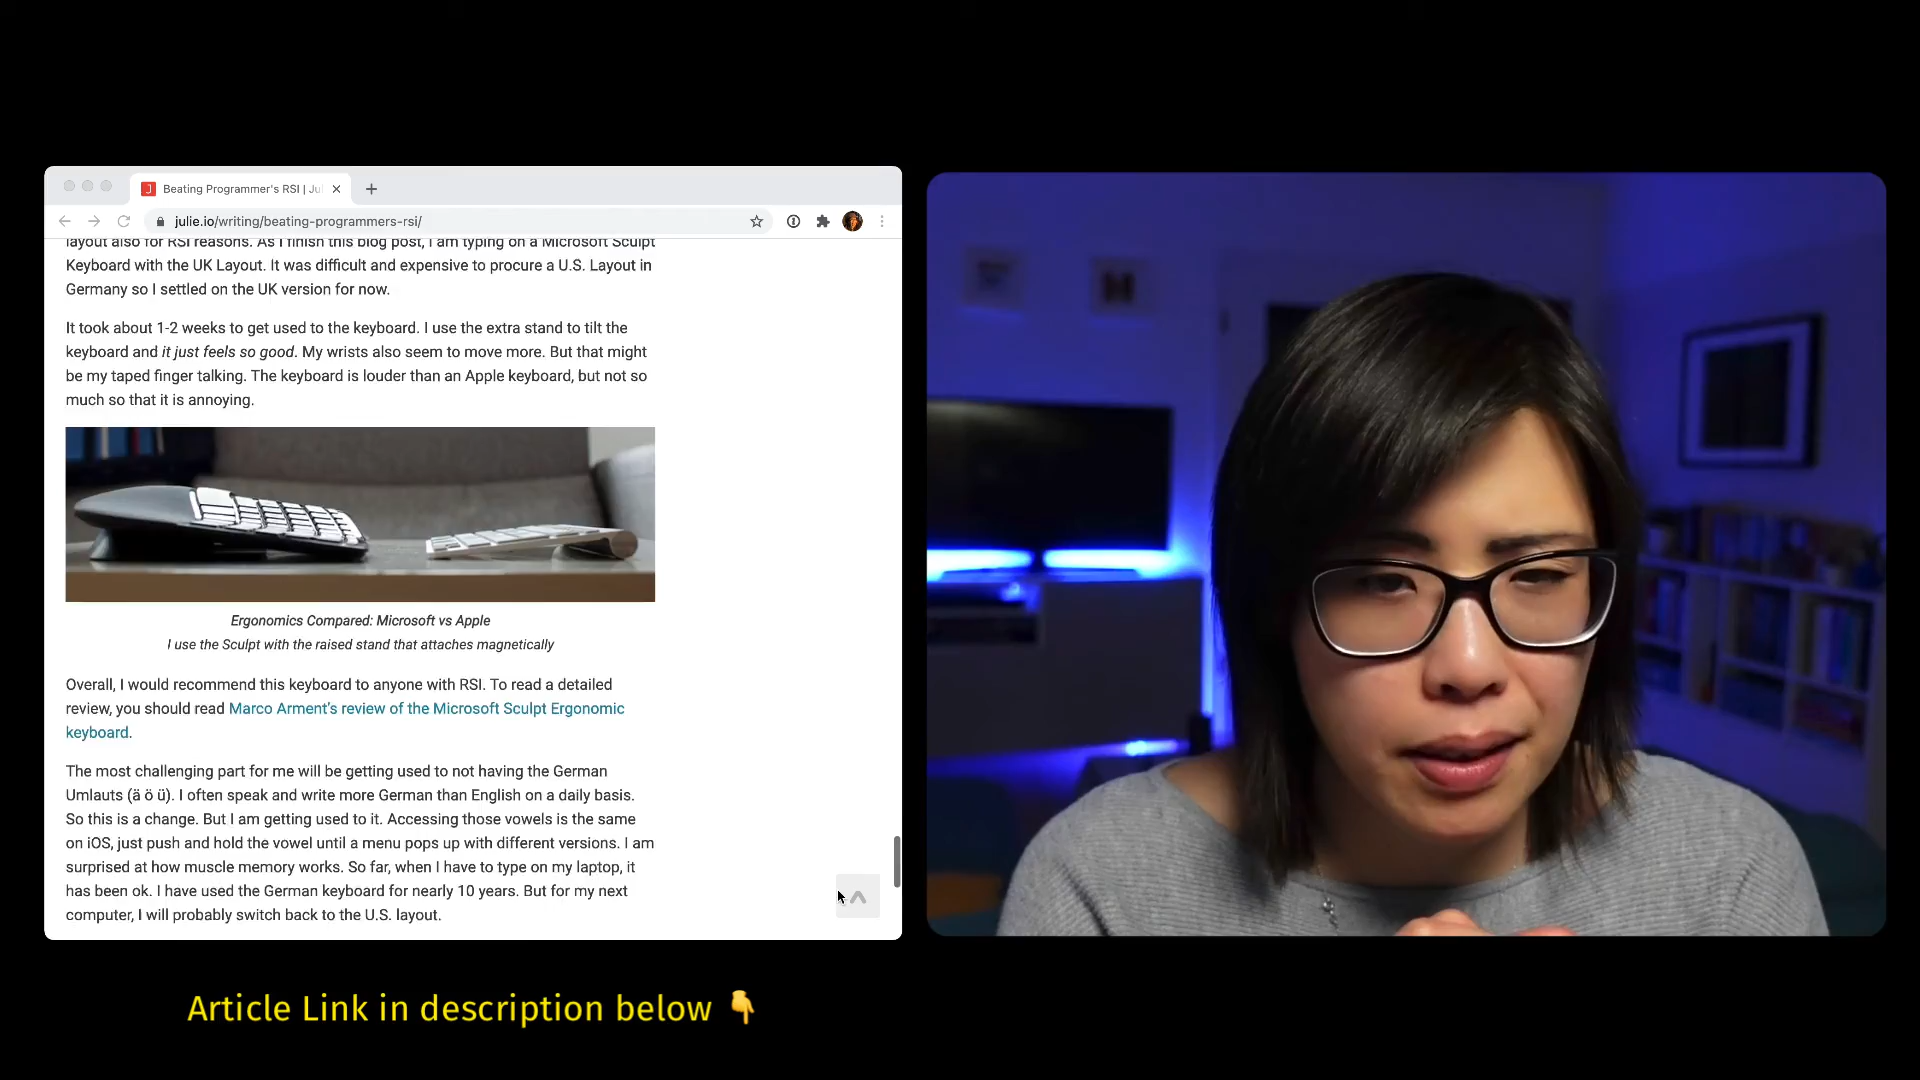 Beating Programmer's RSI | Ju
julie.io/writing/beating-programmers-rsi/
layout also for RSI reasons. As I finish this blog post, I am typing on a Microsoft Sculpt
Keyboard with the UK Layout. It was difficult and expensive to procure a U.S. Layout in
Germany so I settled on the UK version for now.
It took about 1-2 weeks to get used to the keyboard. I use the extra stand to tilt the
keyboard and it just feels so good. My wrists also seem to move more. But that might
be my taped finger talking. The keyboard is louder than an Apple keyboard, but not so
much so that it is annoying.
Ergonomics Compared: Microsoft vs Apple
I use the Sculpt with the raised stand that attaches magnetically
Overall, I would recommend this keyboard to anyone with RSI. To read a detailed
review, you should read Marco Arment's review of the Microsoft Sculpt Ergonomic
keyboard.
The most challenging part for me will be getting used to not having the German
Umlauts (ä ö ü). I often speak and write more German than English on a daily basis.
So this is a change. But I am getting used to it. Accessing those vowels is the same
on iOS, just push and hold the vowel until a menu pops up with different versions. I am
surprised at how muscle memory works. So far, when I have to type on my laptop, it
has been ok. I have used the German keyboard for nearly 10 years. But for my next
computer, I will probably switch back to the U.S. layout.
Article Link in description below 👇